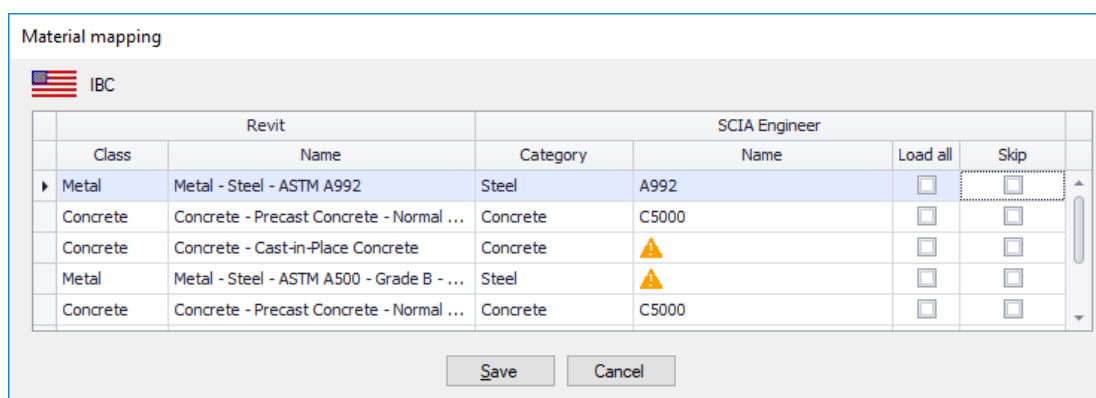 Material mapping
IBC
Revit SCIA Engineer
Class Name Category Name Load all Skip
Metal Metal - Steel - ASTM A992 Steel A992
Concrete Concrete - Precast Concrete - Normal ... Concrete C5000
Concrete Concrete - Cast-in-Place Concrete Concrete
Metal Metal - Steel - ASTM A500 - Grade B - ... Steel
Concrete Concrete - Precast Concrete - Normal ... Concrete C5000
Save Cancel